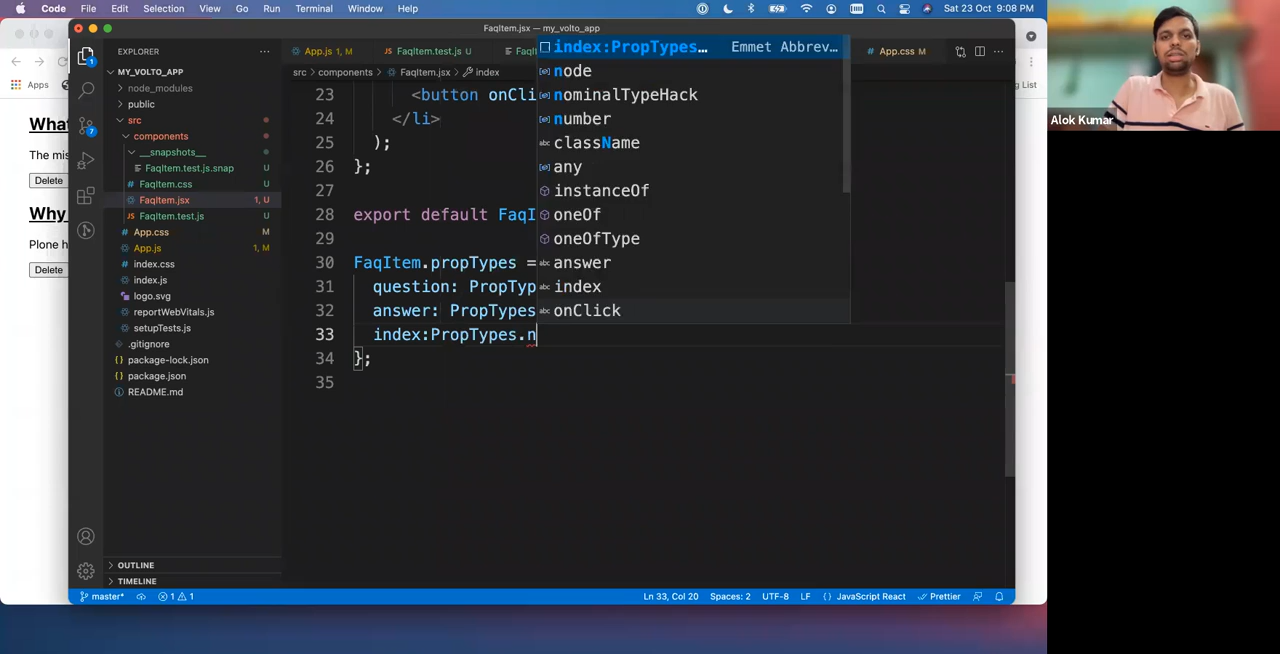 Code File Edit Selection View Go Run Terminal Window Help Sat 23 Oct 9:08 PM
FaqItem.jsx — my_volto_app
EXPLORER
App.js 1, M
FaqItem.test.js U
App.css M
src > components > FaqItem.jsx > index
MY_VOLTO_APP
node_modules
public
src
components
__snapshots__
FaqItem.test.js.snap U
FaqItem.css U
FaqItem.jsx 1, U
FaqItem.test.js U
App.css M
App.js 1, M
index.css
index.js
logo.svg
reportWebVitals.js
setupTests.js
.gitignore
package-lock.json
package.json
README.md
OUTLINE
TIMELINE
23 <button onCli
24 </li>
25 );
26 };
27
28 export default FaqI
29
30 FaqItem.propTypes =
31 question: PropTyp
32 answer: PropTypes
33 index:PropTypes.n
34 };
35
index:PropTypes… Emmet Abbrev…
node
nominalTypeHack
number
className
any
instanceOf
oneOf
oneOfType
answer
index
onClick
master* 1 1 Ln 33, Col 20 Spaces: 2 UTF-8 LF JavaScript React Prettier
Apps
What
The mis
Delete
Why
Plone h
Delete
ng List
Alok Kumar